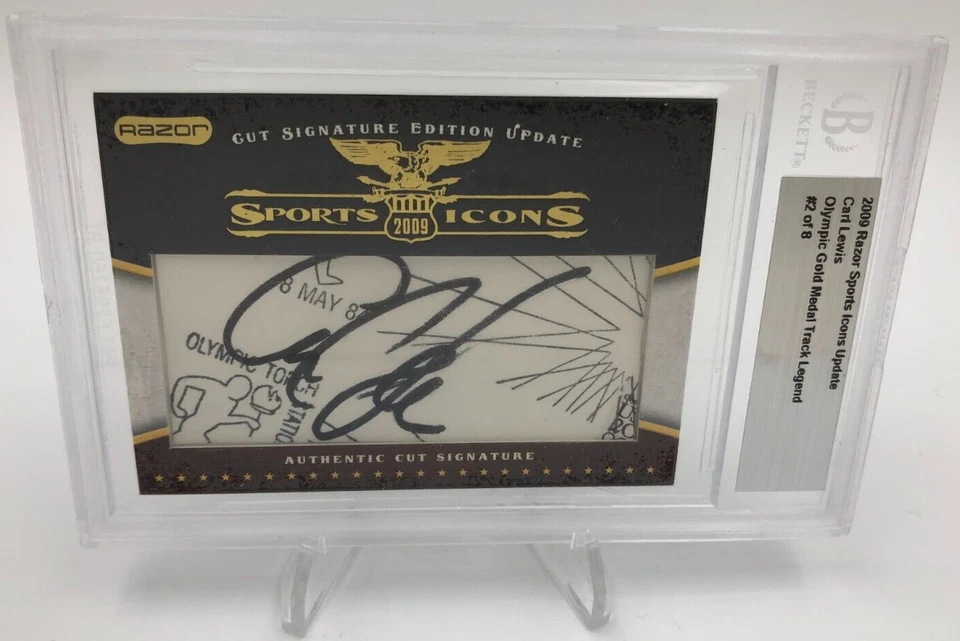 Razor
CUT SIGNATURE EDITION UPDATE
SPORTS ICONS
2009
8 MAY 8
OLYMPIC TORCH
STATIO
AUTHENTIC CUT SIGNATURE
B
BECKETT®
2009 Razor Sports Icons Update
Carl Lewis
Olympic Gold Medal Track Legend
#2 of 8